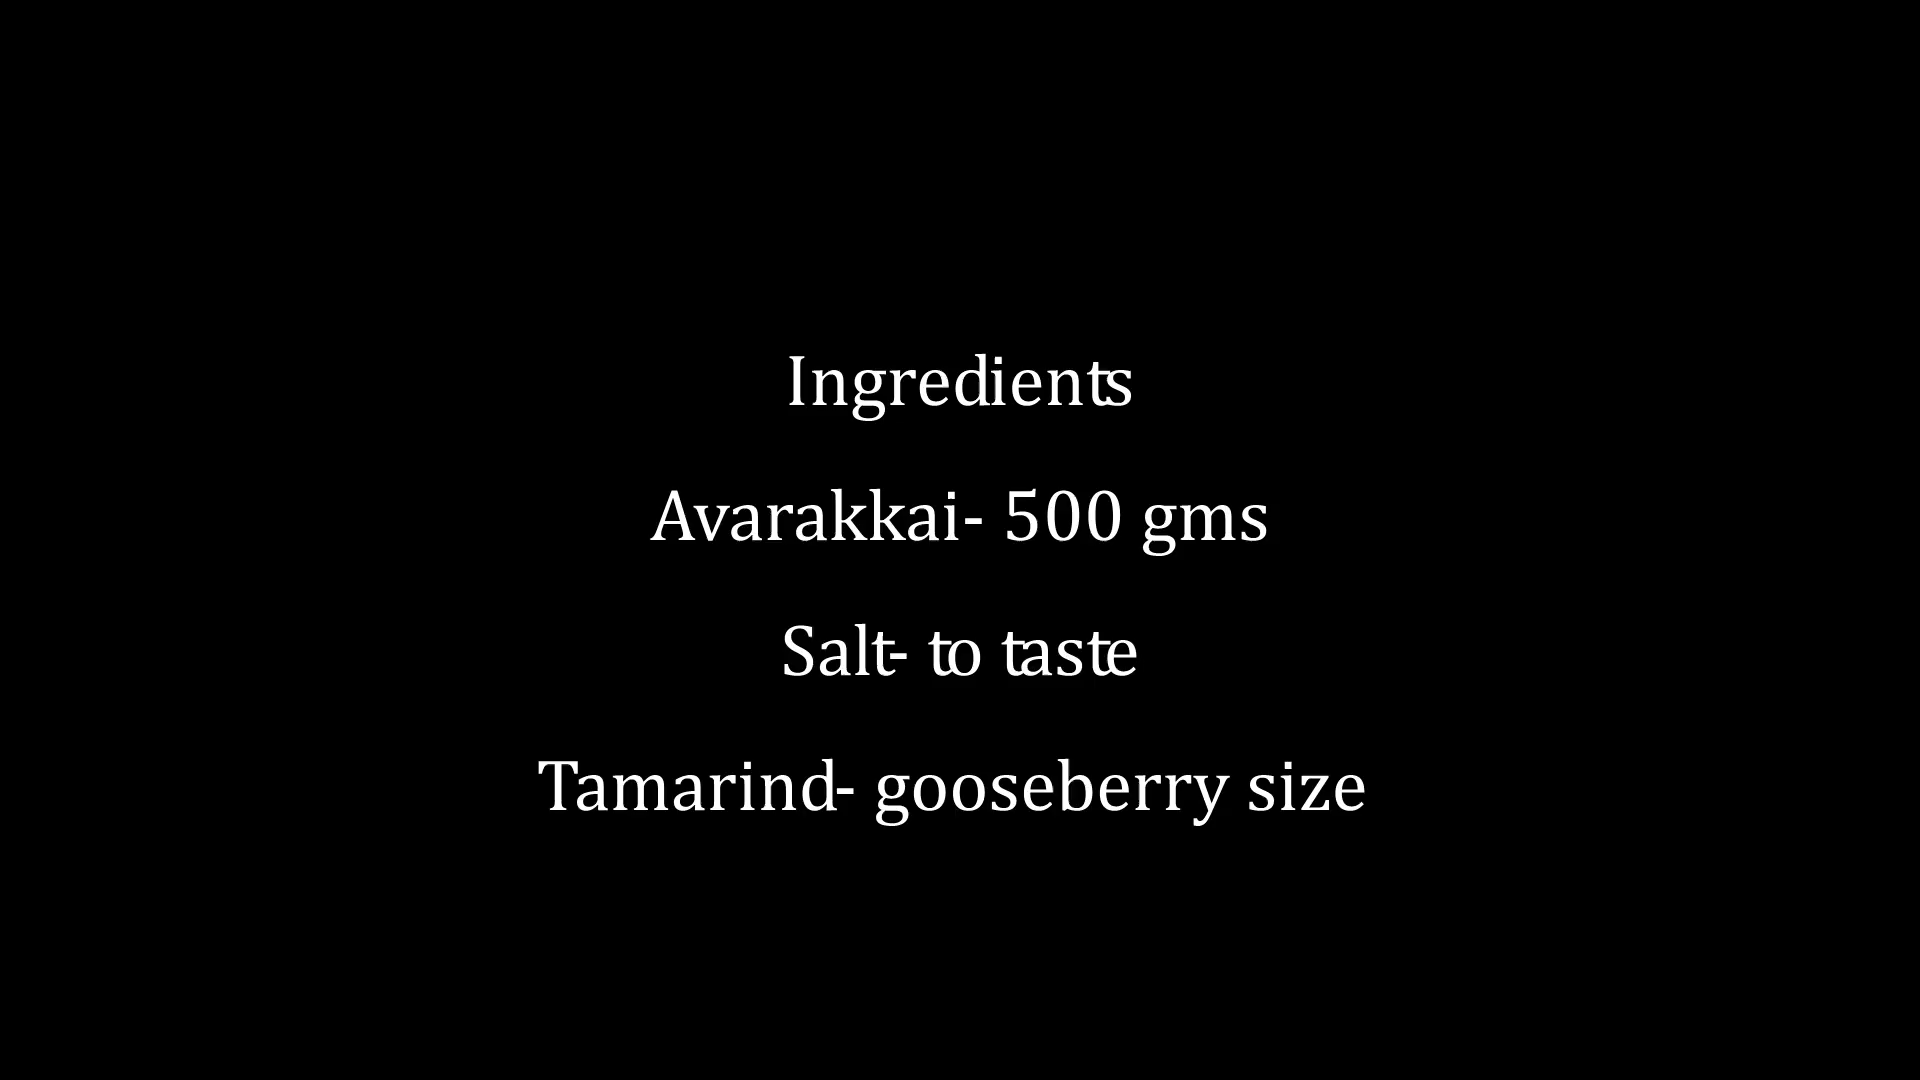 Ingredients
Avarakkai- 500 gms
Salt- to taste
Tamarind- gooseberry size